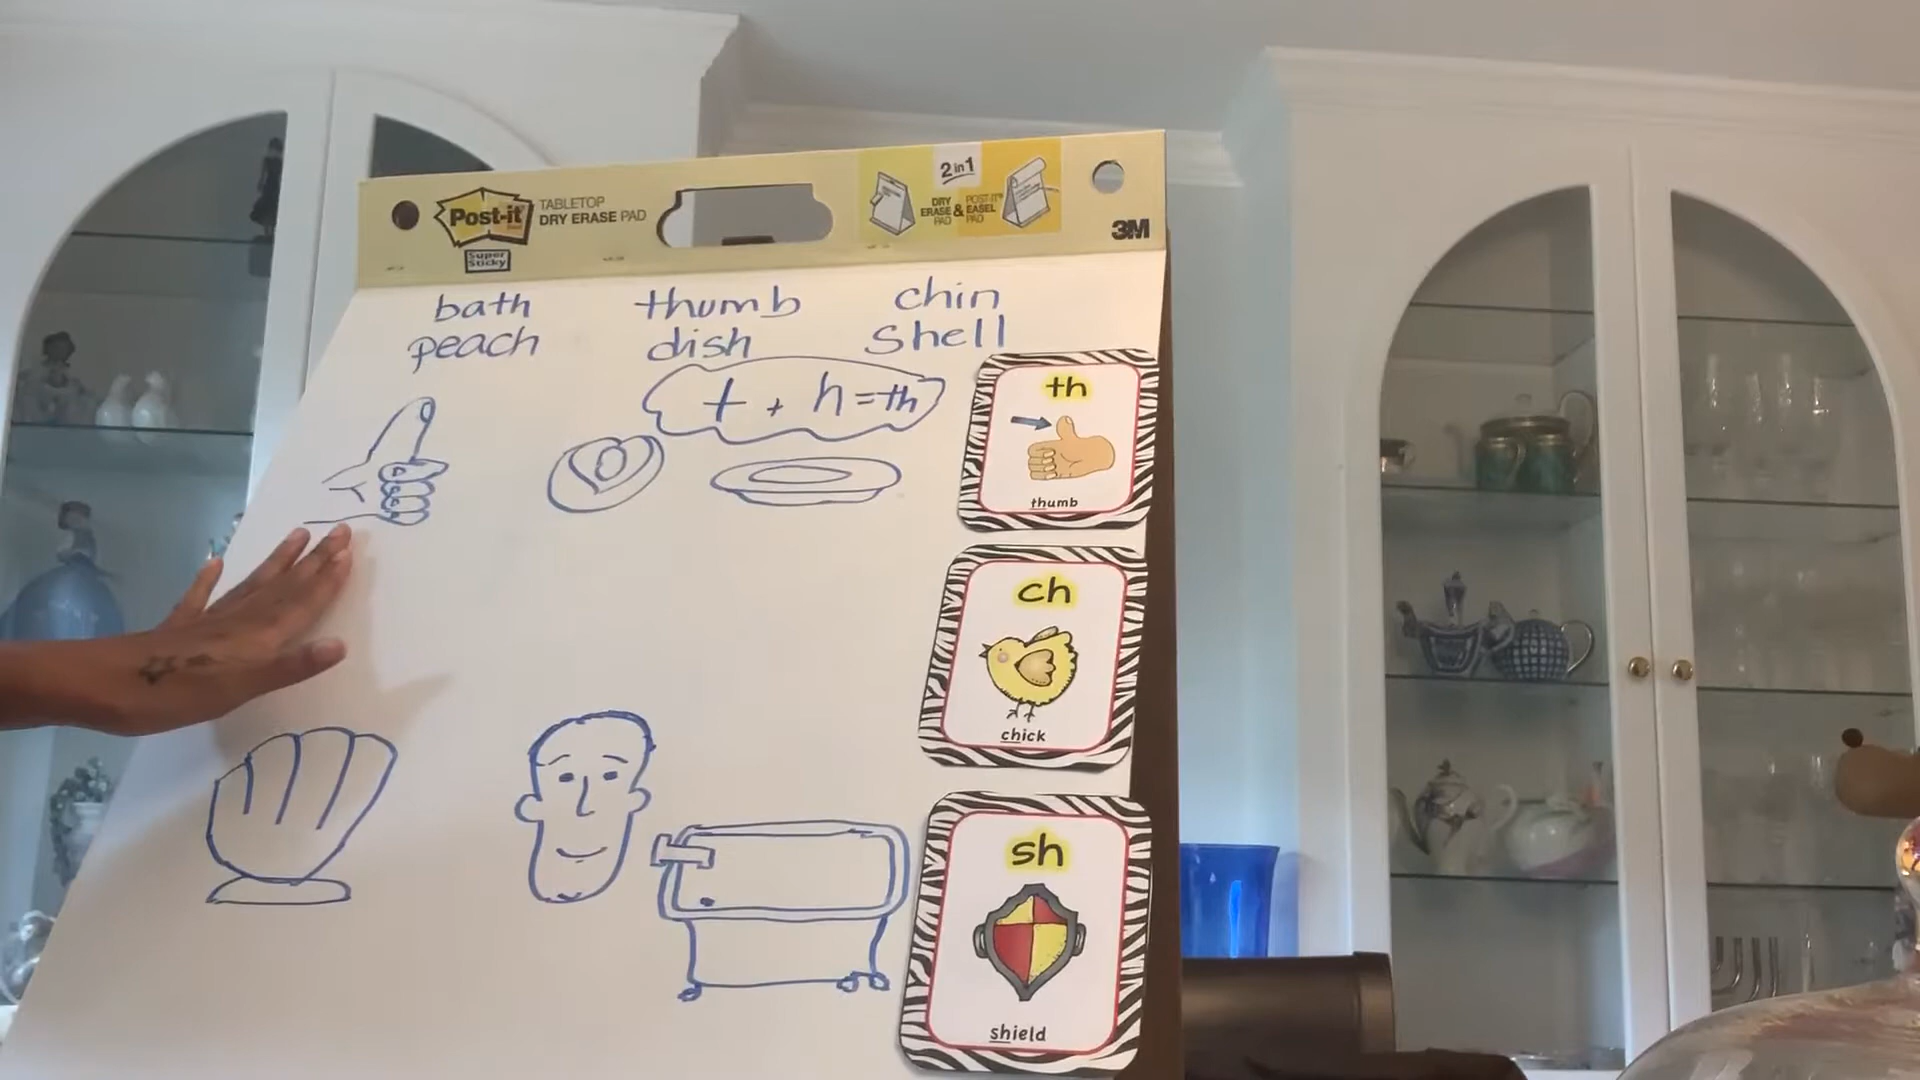 Post-it TABLETOP
DRY ERASE PAD
Super
Sticky
2 in 1
DRY
ERASE
PAD
&
POST-IT
EASEL
PAD
3M
bath thumb chin
peach dish shell
t + h = th
th
thumb
ch
chick
sh
shield